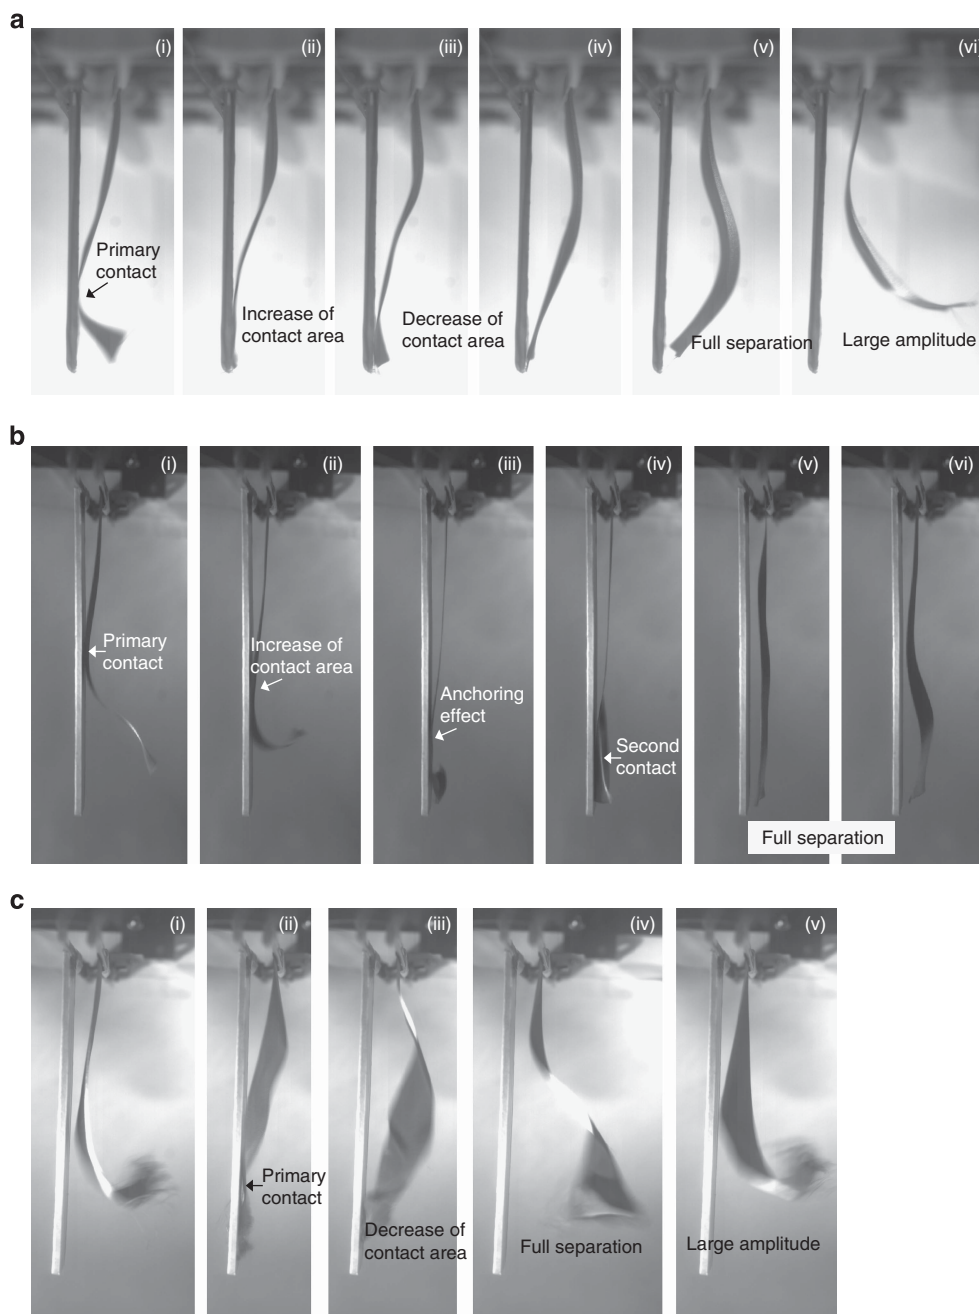 a
(i)
(ii)
(iii)
(iv)
(v)
(vi)
Primary
contact
Increase of
contact area
Decrease of
contact area
Full separation
Large amplitude
b
(i)
(ii)
(iii)
(iv)
(v)
(vi)
Primary
contact
Increase of
contact area
Anchoring
effect
Second
contact
Full separation
c
(i)
(ii)
(iii)
(iv)
(v)
Primary
contact
Decrease of
contact area
Full separation
Large amplitude